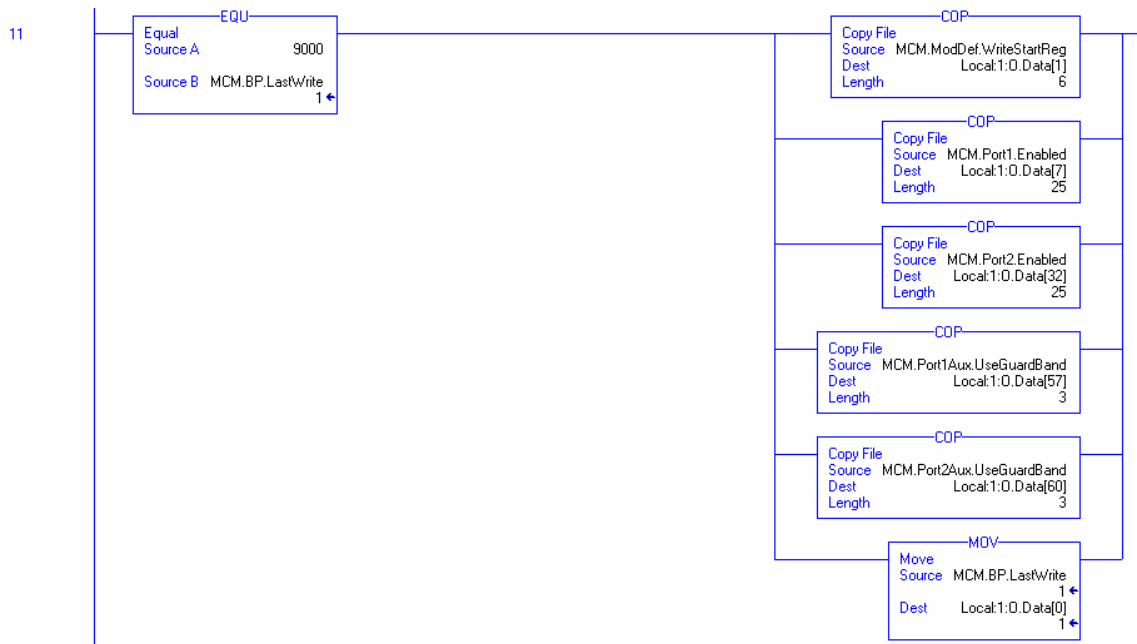 11
EQU
Equal
Source A 9000
Source B MCM.BP.LastWrite
1
COP
Copy File
Source MCM.ModDef.WriteStartReg
Dest Local:1:O.Data[1]
Length 6
COP
Copy File
Source MCM.Port1.Enabled
Dest Local:1:O.Data[7]
Length 25
COP
Copy File
Source MCM.Port2.Enabled
Dest Local:1:O.Data[32]
Length 25
COP
Copy File
Source MCM.Port1Aux.UseGuardBand
Dest Local:1:O.Data[57]
Length 3
COP
Copy File
Source MCM.Port2Aux.UseGuardBand
Dest Local:1:O.Data[60]
Length 3
MOV
Move
Source MCM.BP.LastWrite
1
Dest Local:1:O.Data[0]
1